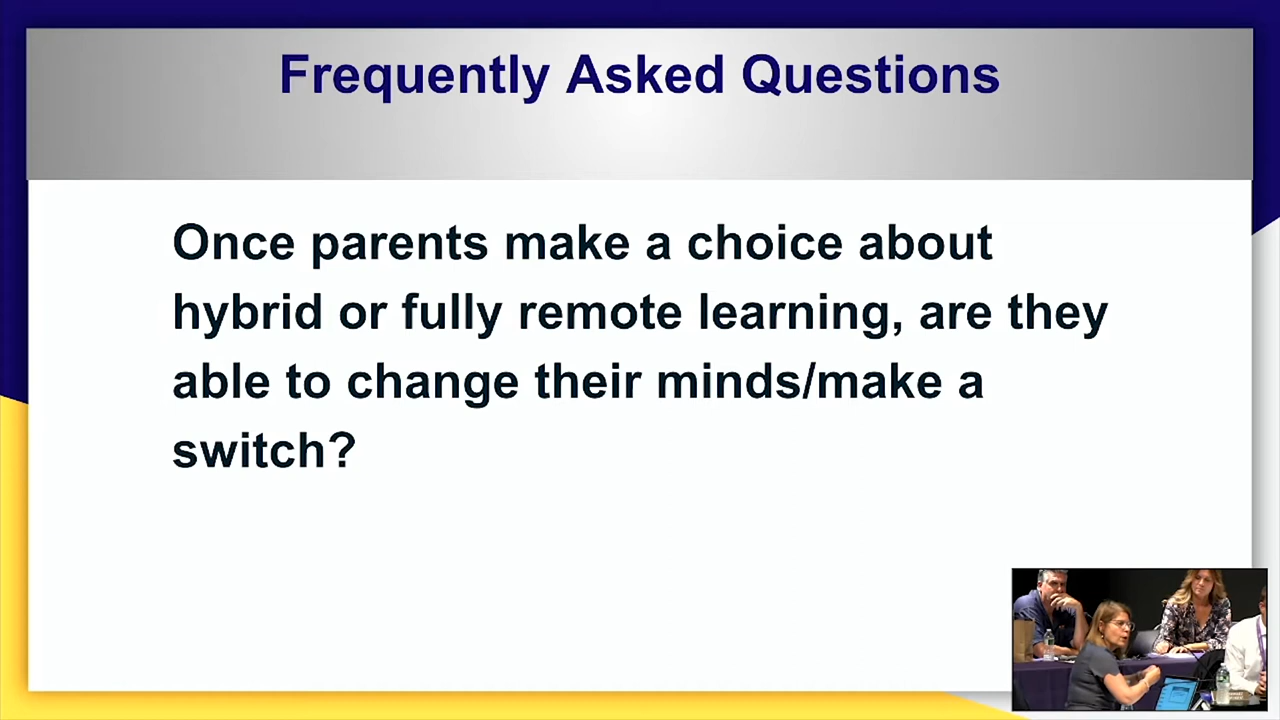 Frequently Asked Questions
Once parents make a choice about
hybrid or fully remote learning, are they
able to change their minds/make a
switch?